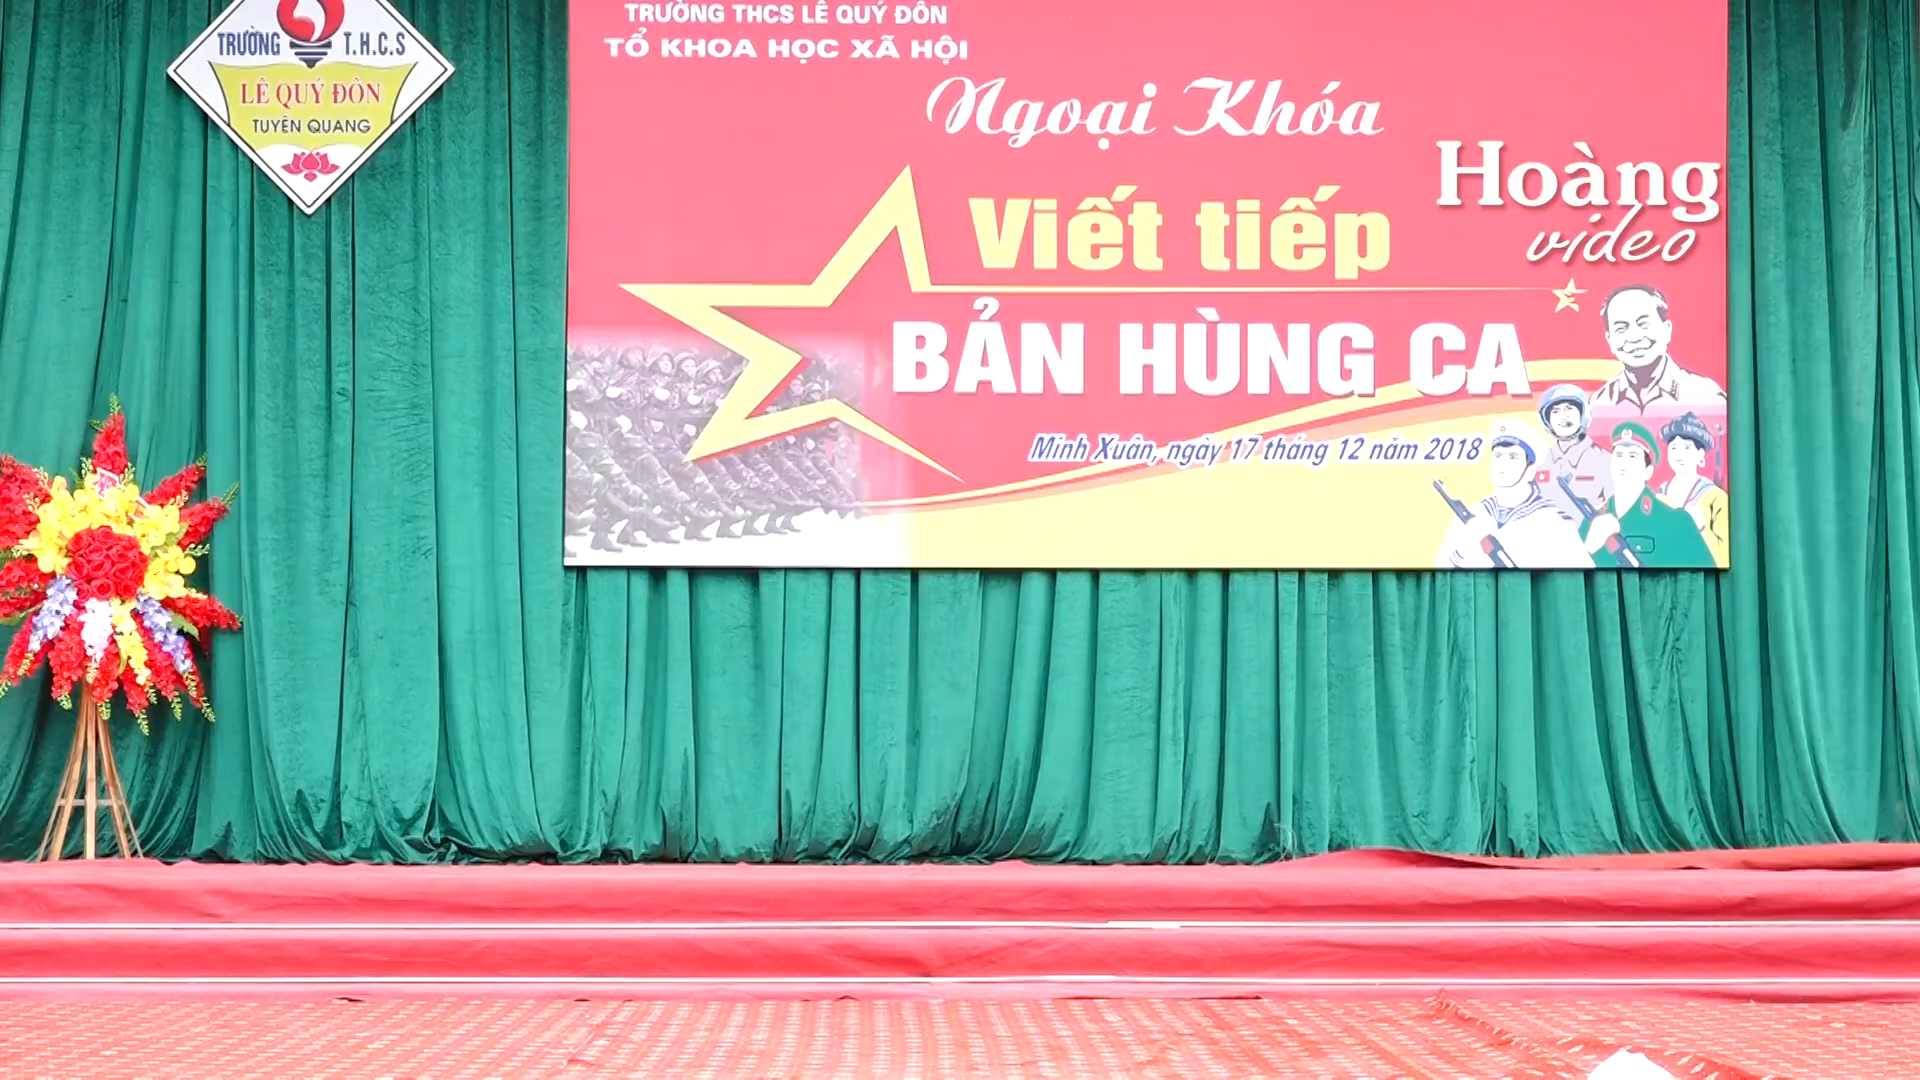 TRƯỜNG T.H.C.S
LÊ QUÝ ĐÔN
TUYÊN QUANG
TRƯỜNG THCS LÊ QUÝ ĐÔN
TỔ KHOA HỌC XÃ HỘI
Ngoại Khóa
Viết tiếp
BẢN HÙNG CA
Minh Xuân, ngày 17 tháng 12 năm 2018
Hoàng
video